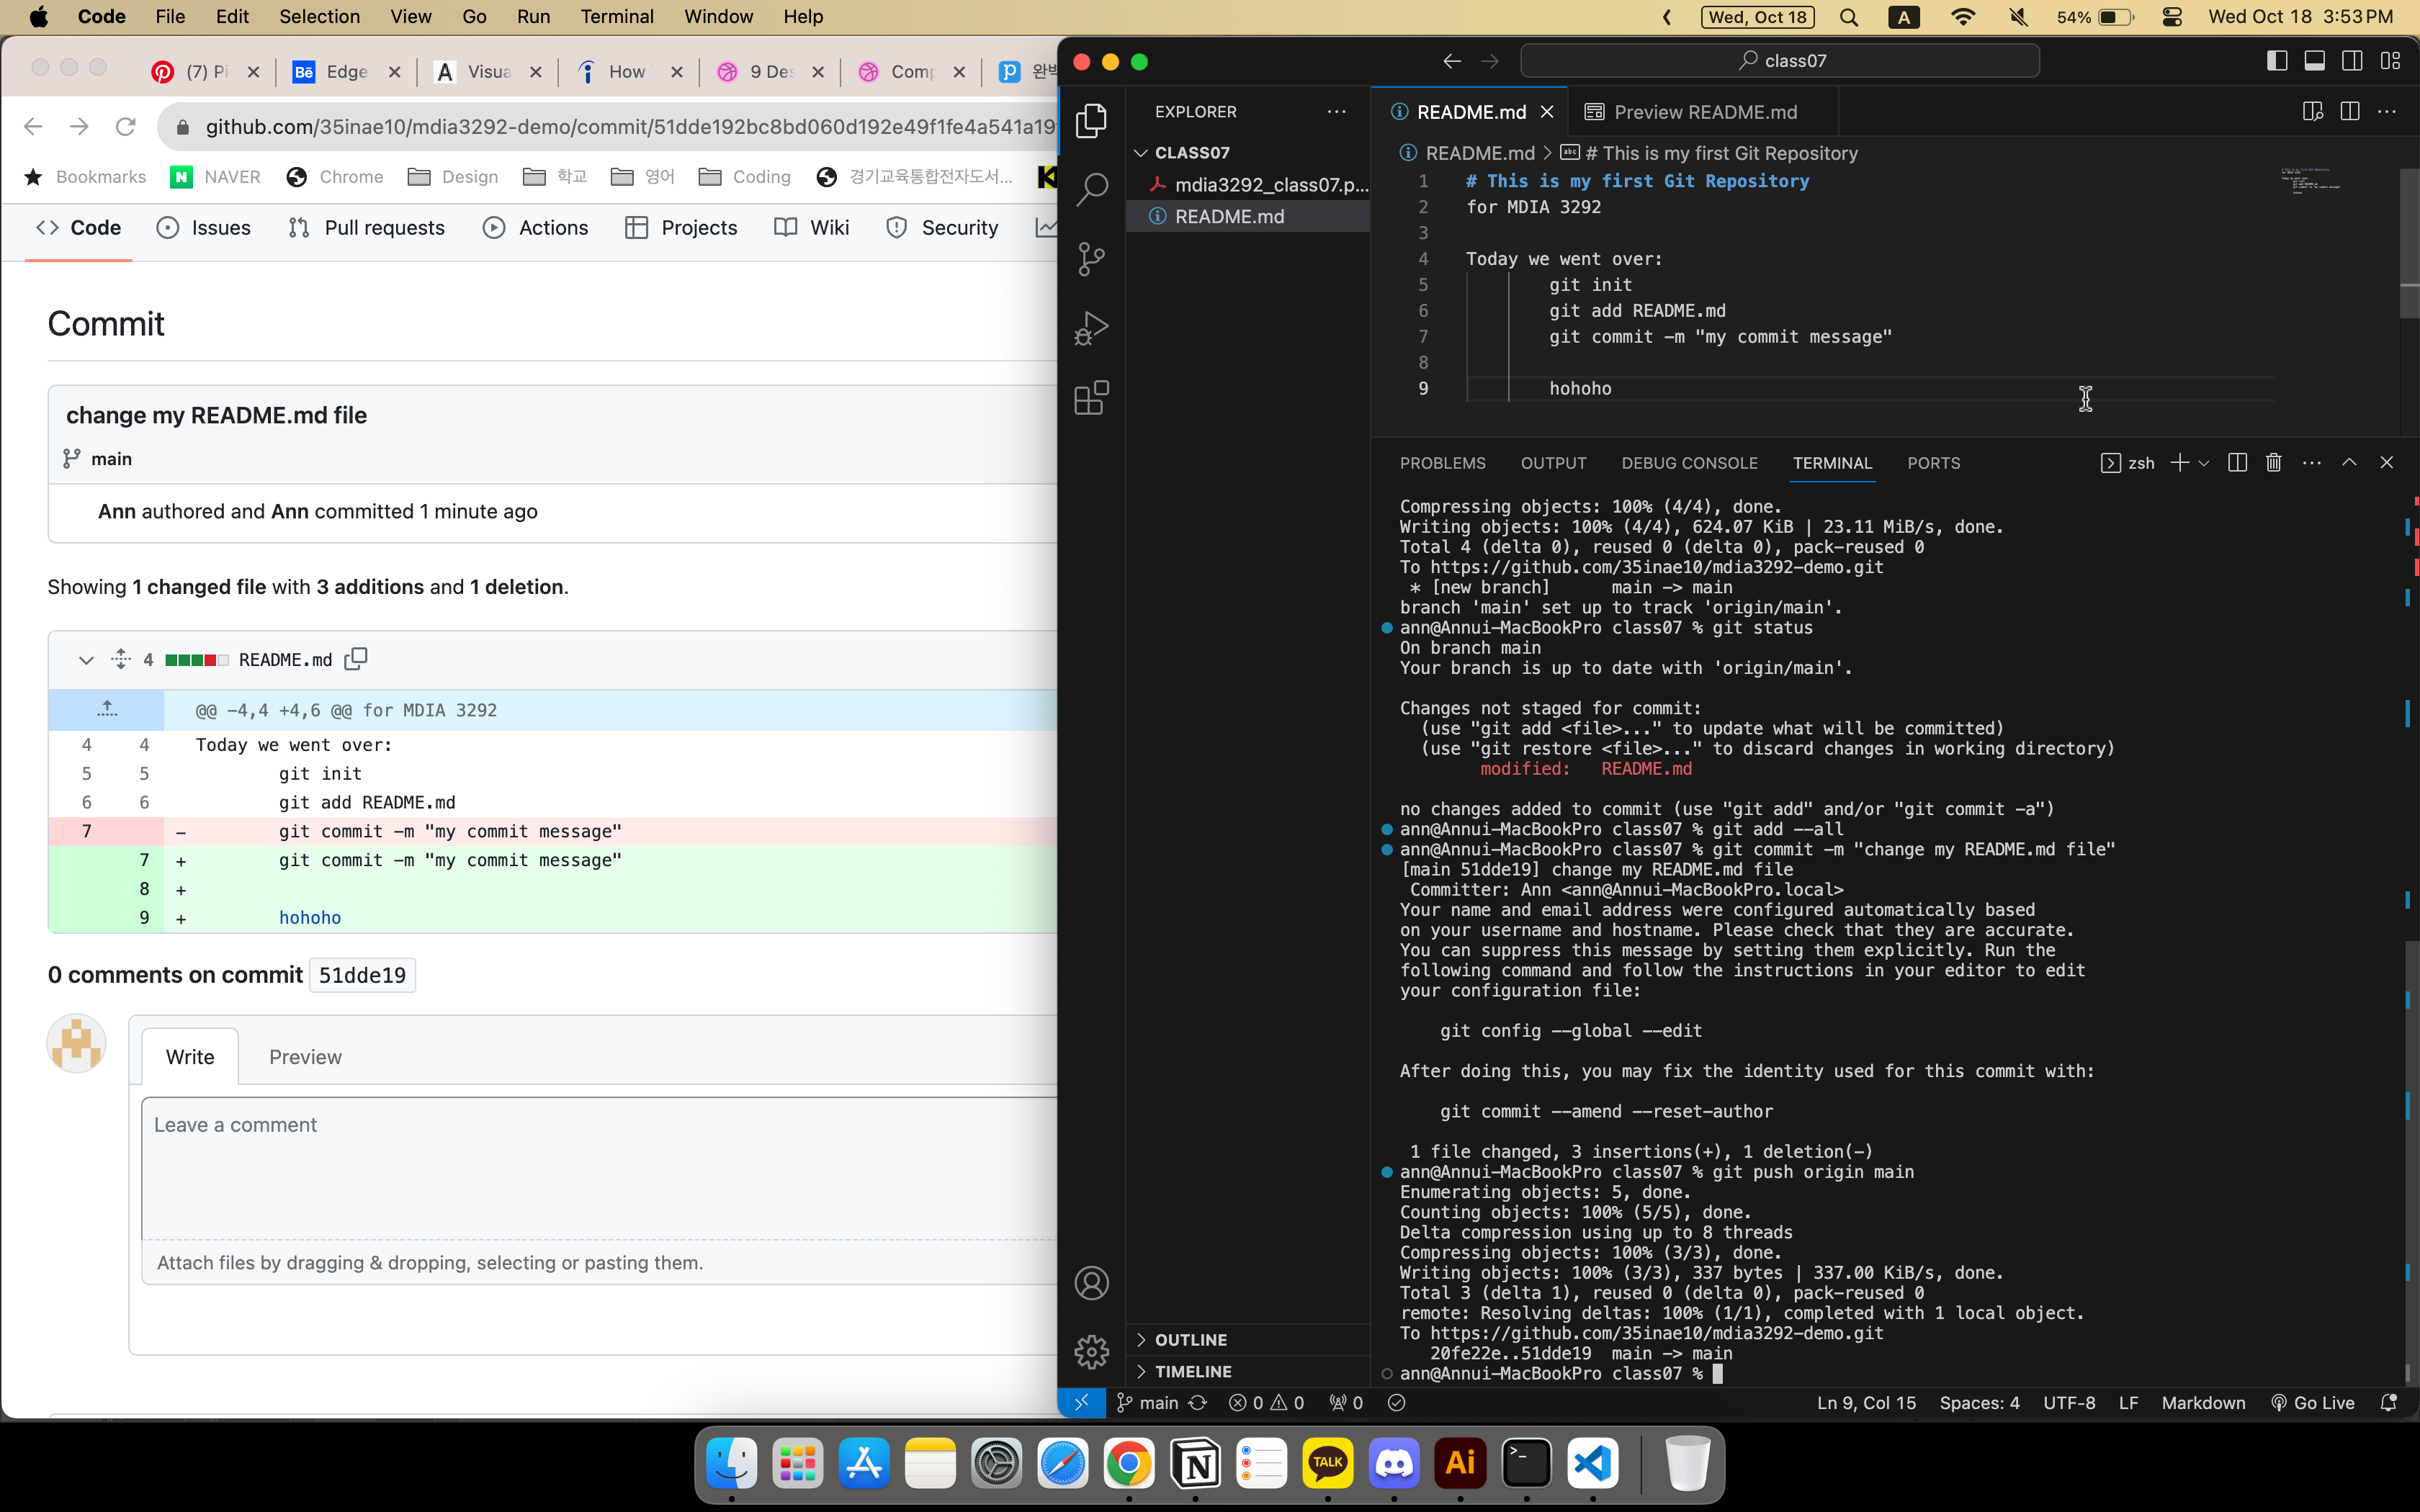 Code File Edit Selection View Go Run Terminal Window Help
Wed, Oct 18 A 54% Wed Oct 18 3:53 PM
(7) Pi Bē Edge A Visua How 9 Des Comp p 완벽
github.com/35inae10/mdia3292-demo/commit/51dde192bc8bd060d192e49f1fe4a541a19
Bookmarks N NAVER Chrome Design 학교 영어 Coding 경기교육통합전자도서...
Code Issues Pull requests Actions Projects Wiki Security
Commit
change my README.md file
main
Ann authored and Ann committed 1 minute ago
Showing 1 changed file with 3 additions and 1 deletion.
4 README.md
@@ -4,4 +4,6 @@ for MDIA 3292
4 4 Today we went over:
5 5 git init
6 6 git add README.md
7 - git commit -m "my commit message"
7 + git commit -m "my commit message"
8 +
9 + hohoho
0 comments on commit 51dde19
Write Preview
Leave a comment
Attach files by dragging & dropping, selecting or pasting them.
class07
EXPLORER
CLASS07
mdia3292_class07.p...
README.md
OUTLINE
TIMELINE
README.md Preview README.md
README.md > # This is my first Git Repository
1 # This is my first Git Repository
2 for MDIA 3292
3
4 Today we went over:
5 git init
6 git add README.md
7 git commit -m "my commit message"
8
9 hohoho
PROBLEMS OUTPUT DEBUG CONSOLE TERMINAL PORTS zsh
Compressing objects: 100% (4/4), done.
Writing objects: 100% (4/4), 624.07 KiB | 23.11 MiB/s, done.
Total 4 (delta 0), reused 0 (delta 0), pack-reused 0
To https://github.com/35inae10/mdia3292-demo.git
* [new branch] main -> main
branch 'main' set up to track 'origin/main'.
ann@Annui-MacBookPro class07 % git status
On branch main
Your branch is up to date with 'origin/main'.
Changes not staged for commit:
(use "git add <file>..." to update what will be committed)
(use "git restore <file>..." to discard changes in working directory)
modified: README.md
no changes added to commit (use "git add" and/or "git commit -a")
ann@Annui-MacBookPro class07 % git add --all
ann@Annui-MacBookPro class07 % git commit -m "change my README.md file"
[main 51dde19] change my README.md file
Committer: Ann <ann@Annui-MacBookPro.local>
Your name and email address were configured automatically based
on your username and hostname. Please check that they are accurate.
You can suppress this message by setting them explicitly. Run the
following command and follow the instructions in your editor to edit
your configuration file:
git config --global --edit
After doing this, you may fix the identity used for this commit with:
git commit --amend --reset-author
1 file changed, 3 insertions(+), 1 deletion(-)
ann@Annui-MacBookPro class07 % git push origin main
Enumerating objects: 5, done.
Counting objects: 100% (5/5), done.
Delta compression using up to 8 threads
Compressing objects: 100% (3/3), done.
Writing objects: 100% (3/3), 337 bytes | 337.00 KiB/s, done.
Total 3 (delta 1), reused 0 (delta 0), pack-reused 0
remote: Resolving deltas: 100% (1/1), completed with 1 local object.
To https://github.com/35inae10/mdia3292-demo.git
20fe22e..51dde19 main -> main
ann@Annui-MacBookPro class07 %
main 0 0 0 Ln 9, Col 15 Spaces: 4 UTF-8 LF Markdown Go Live
N TALK Ai >_